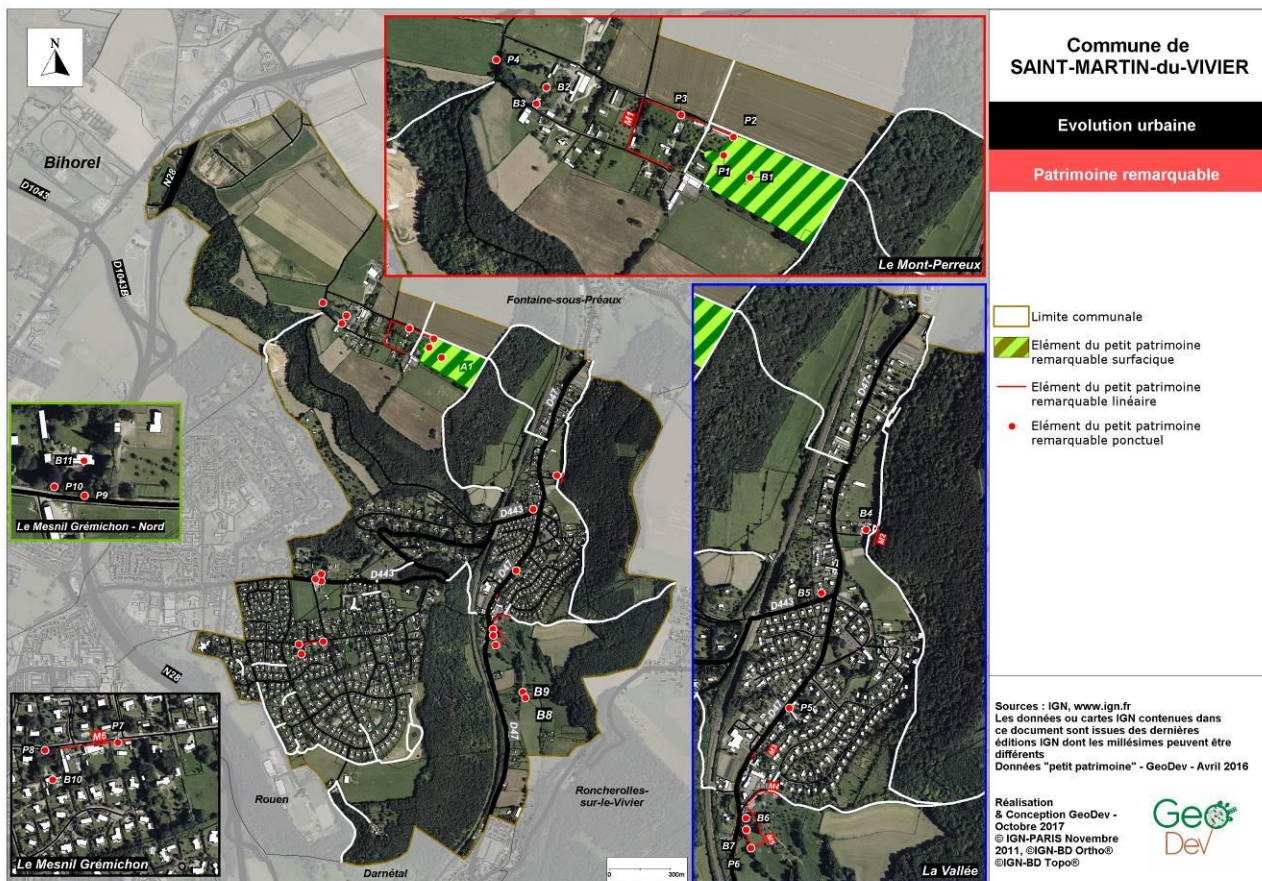 N
Commune de
SAINT-MARTIN-du-VIVIER
Evolution urbaine
Patrimoine remarquable
Limite communale
Elément du petit patrimoine
remarquable surfacique
Elément du petit patrimoine
remarquable linéaire
Elément du petit patrimoine
remarquable ponctuel
Sources : IGN, www.ign.fr
Les données ou cartes IGN contenues dans
ce document sont issues des dernières
éditions IGN dont les millésimes peuvent être
différents
Données "petit patrimoine" - GeoDev - Avril 2016
Réalisation
& Conception GeoDev -
Octobre 2017
© IGN-PARIS Novembre
2011, ©IGN-BD Ortho®
©IGN-BD Topo®
Geo
Dev
P4
B2
B3
M1
P3
P2
P1
B1
Le Mont-Perreux
Bihorel
N28
D1043
D1043B
Fontaine-sous-Préaux
A1
D47
D443
D443
D47
B9
B8
D47
N28
Rouen
Darnétal
Roncherolles-
sur-le-Vivier
0
300m
B11
P10
P9
Le Mesnil Grémichon - Nord
P7
M6
P8
B10
Le Mesnil Grémichon
D47
B4
M2
B5
D443
P5
D47
M3
M4
B6
M5
B7
P6
La Vallée